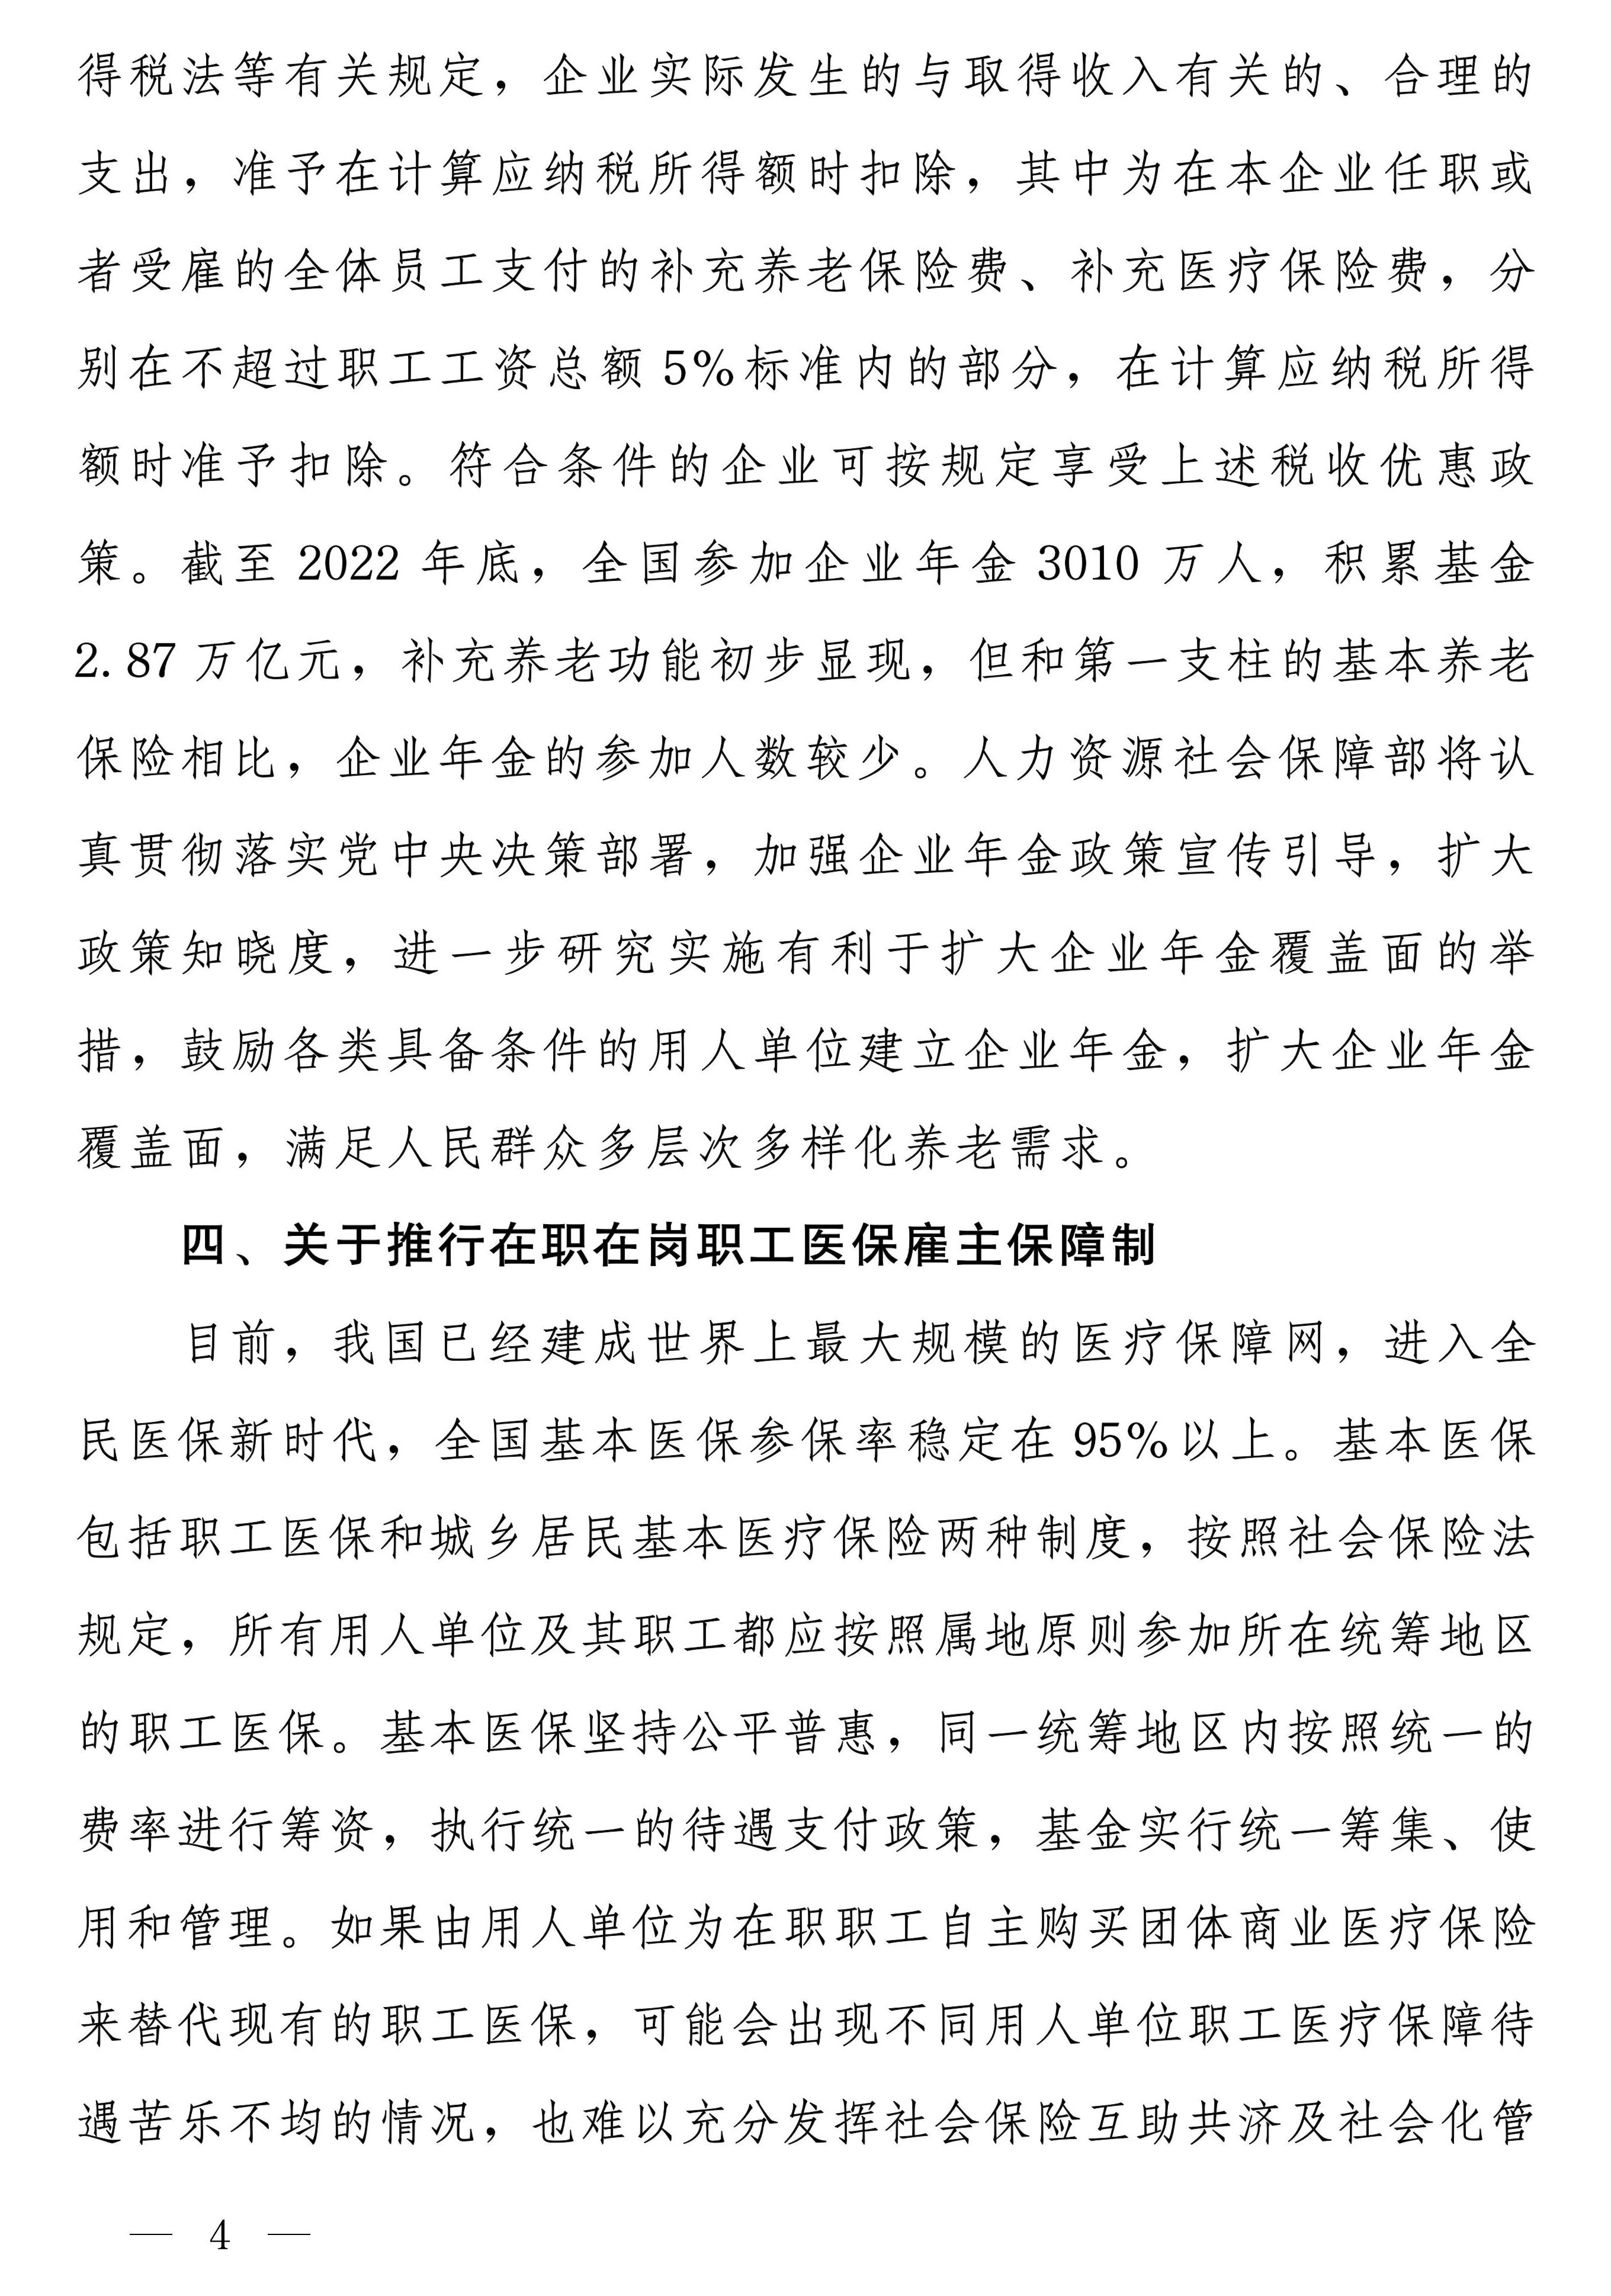 得税法等有关规定，企业实际发生的与取得收入有关的、合理的
支出，准予在计算应纳税所得额时扣除，其中为在本企业任职或
者受雇的全体员工支付的补充养老保险费、补充医疗保险费，分
别在不超过职工工资总额 5%标准内的部分，在计算应纳税所得
额时准予扣除。符合条件的企业可按规定享受上述税收优惠政
策。截至 2022 年底，全国参加企业年金 3010 万人，积累基金
2.87 万亿元，补充养老功能初步显现，但和第一支柱的基本养老
保险相比，企业年金的参加人数较少。人力资源社会保障部将认
真贯彻落实党中央决策部署，加强企业年金政策宣传引导，扩大
政策知晓度，进一步研究实施有利于扩大企业年金覆盖面的举
措，鼓励各类具备条件的用人单位建立企业年金，扩大企业年金
覆盖面，满足人民群众多层次多样化养老需求。
四、关于推行在职在岗职工医保雇主保障制
目前，我国已经建成世界上最大规模的医疗保障网，进入全
民医保新时代，全国基本医保参保率稳定在 95%以上。基本医保
包括职工医保和城乡居民基本医疗保险两种制度，按照社会保险法
规定，所有用人单位及其职工都应按照属地原则参加所在统筹地区
的职工医保。基本医保坚持公平普惠，同一统筹地区内按照统一的
费率进行筹资，执行统一的待遇支付政策，基金实行统一筹集、使
用和管理。如果由用人单位为在职职工自主购买团体商业医疗保险
来替代现有的职工医保，可能会出现不同用人单位职工医疗保障待
遇苦乐不均的情况，也难以充分发挥社会保险互助共济及社会化管
— 4 —